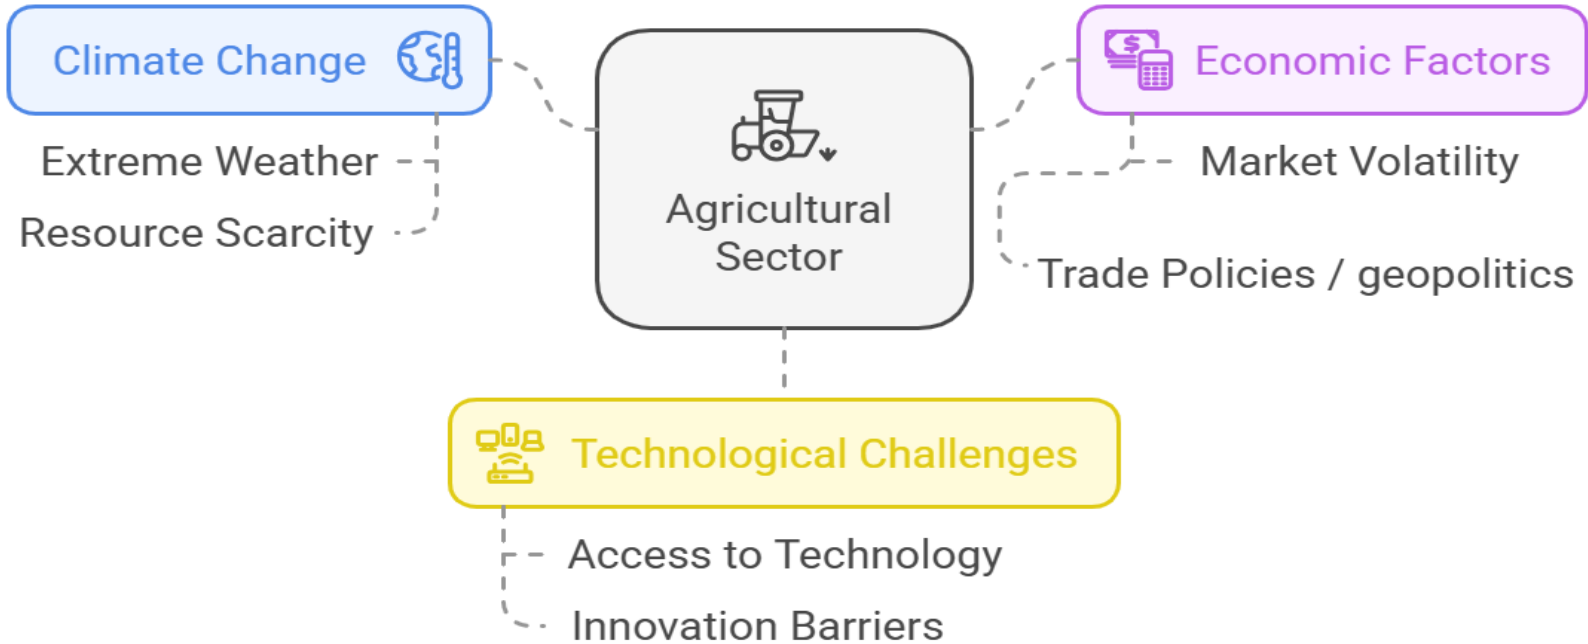 Climate Change
Extreme Weather
Resource Scarcity
Agricultural
Sector
Economic Factors
Market Volatility
Trade Policies / geopolitics
Technological Challenges
Access to Technology
Innovation Barriers